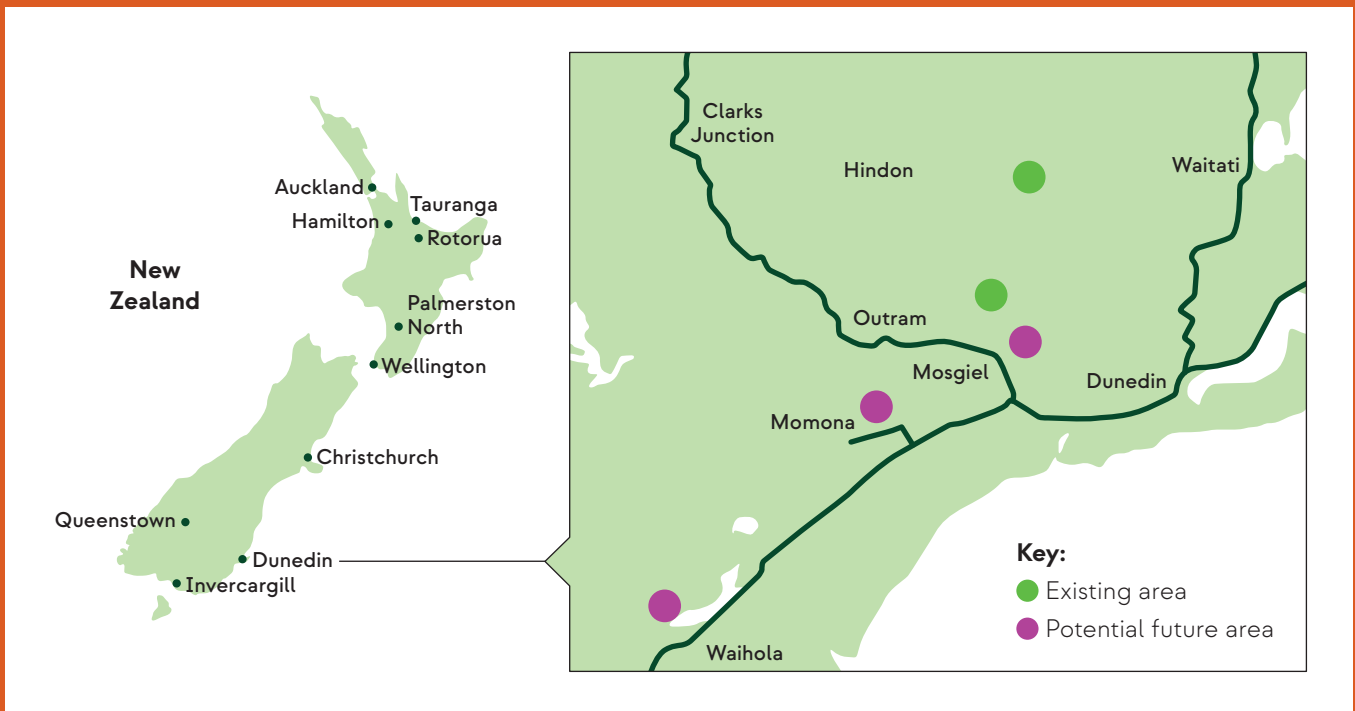 Auckland
Tauranga
Hamilton
Rotorua
New
Zealand
Palmerston
North
Wellington
Christchurch
Queenstown
Dunedin
Invercargill
Clarks
Junction
Hindon
Waitati
Outram
Mosgiel
Dunedin
Momona
Waihola
Key:
Existing area
Potential future area